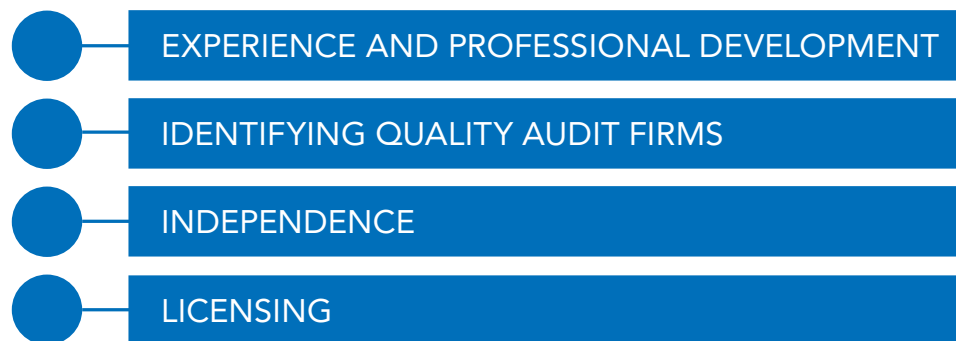 EXPERIENCE AND PROFESSIONAL DEVELOPMENT
IDENTIFYING QUALITY AUDIT FIRMS
INDEPENDENCE
LICENSING